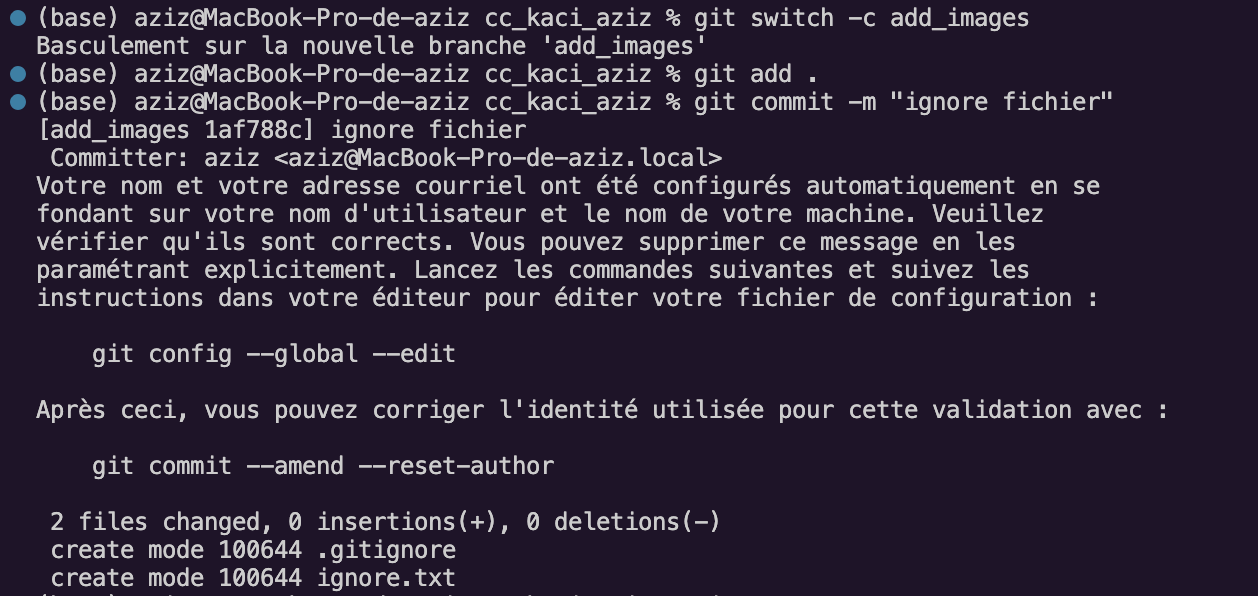 (base) aziz@MacBook-Pro-de-aziz cc_kaci_aziz % git switch -c add_images
Basculement sur la nouvelle branche 'add_images'
(base) aziz@MacBook-Pro-de-aziz cc_kaci_aziz % git add .
(base) aziz@MacBook-Pro-de-aziz cc_kaci_aziz % git commit -m "ignore fichier"
[add_images 1af788c] ignore fichier
Committer: aziz <aziz@MacBook-Pro-de-aziz.local>
Votre nom et votre adresse courriel ont été configurés automatiquement en se
fondant sur votre nom d'utilisateur et le nom de votre machine. Veuillez
vérifier qu'ils sont corrects. Vous pouvez supprimer ce message en les
paramétrant explicitement. Lancez les commandes suivantes et suivez les
instructions dans votre éditeur pour éditer votre fichier de configuration :
git config --global --edit
Après ceci, vous pouvez corriger l'identité utilisée pour cette validation avec :
git commit --amend --reset-author
2 files changed, 0 insertions(+), 0 deletions(-)
create mode 100644 .gitignore
create mode 100644 ignore.txt